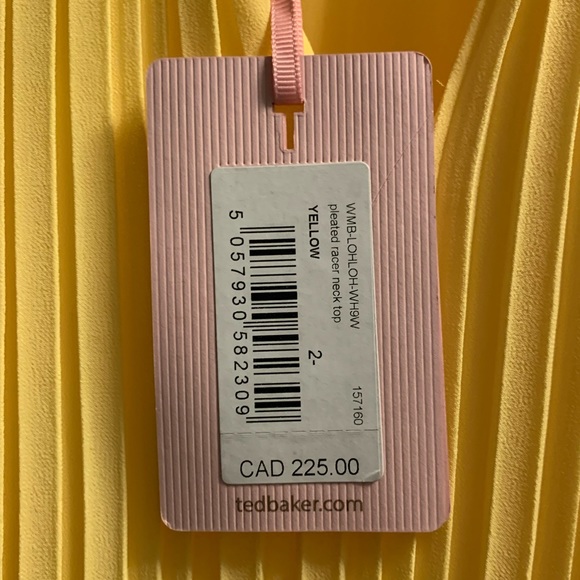 WMB-LOHLOH-WH9W
157160
pleated racer neck top
YELLOW
2-
5 057930 582309
CAD 225.00
tedbaker.com